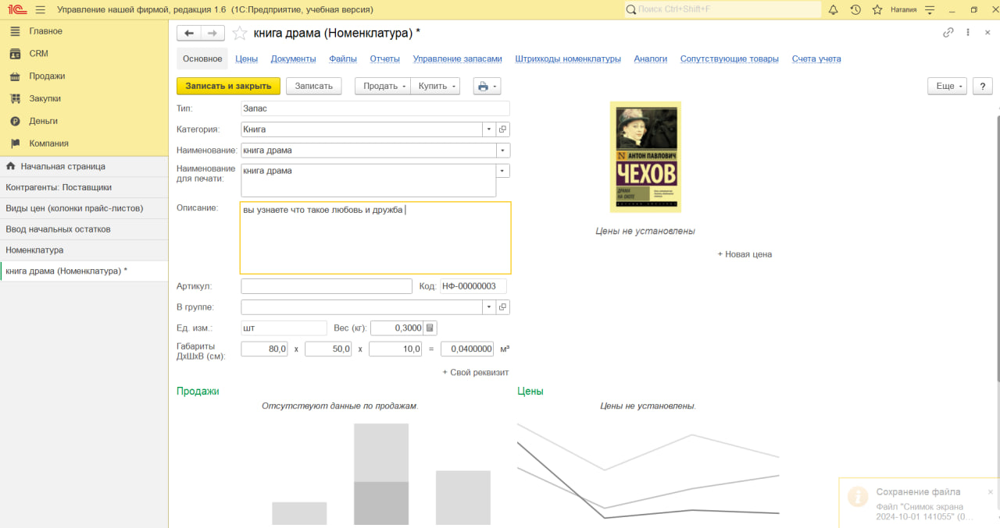 1С Управление нашей фирмой, редакция 1.6 (1С:Предприятие, учебная версия)
Поиск Ctrl+Shift+F
Наталия
Главное
CRM
Продажи
Закупки
Деньги
Компания
Начальная страница
Контрагенты: Поставщики
Виды цен (колонки прайс-листов)
Ввод начальных остатков
Номенклатура
книга драма (Номенклатура) *
книга драма (Номенклатура) *
Основное Цены Документы Файлы Отчеты Управление запасами Штрихкоды номенклатуры Аналоги Сопутствующие товары Счета учета
Записать и закрыть Записать Продать Купить Еще ?
Тип: Запас
Категория: Книга
Наименование: книга драма
Наименование для печати: книга драма
Описание: вы узнаете что такое любовь и дружба
Артикул: Код: НФ-00000003
В группе:
Ед. изм.: шт Вес (кг): 0,3000
Габариты ДхШхВ (см): 80,0 х 50,0 х 10,0 = 0,0400000 м³
+ Свой реквизит
АНТОН ПАВЛОВИЧ
ЧЕХОВ
ДРАМА
НА ОХОТЕ
Цены не установлены
+ Новая цена
Продажи
Отсутствуют данные по продажам.
Цены
Цены не установлены.
Сохранение файла
Файл "Снимок экрана
2024-10-01 141055" (0...